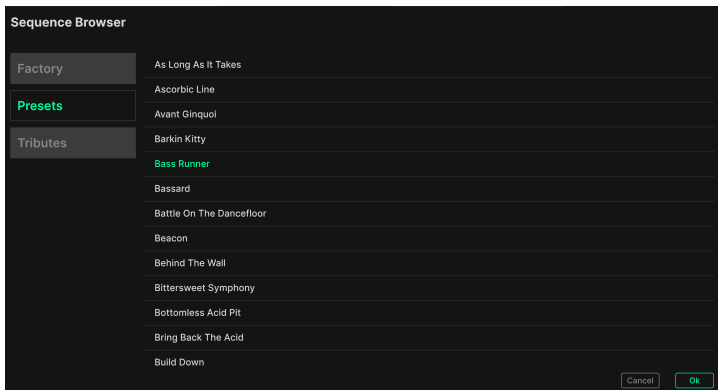 Sequence Browser
Factory
Presets
Tributes
As Long As It Takes
Ascorbic Line
Avant Ginquoi
Barkin Kitty
Bass Runner
Bassard
Battle On The Dancefloor
Beacon
Behind The Wall
Bittersweet Symphony
Bottomless Acid Pit
Bring Back The Acid
Build Down
Cancel
Ok